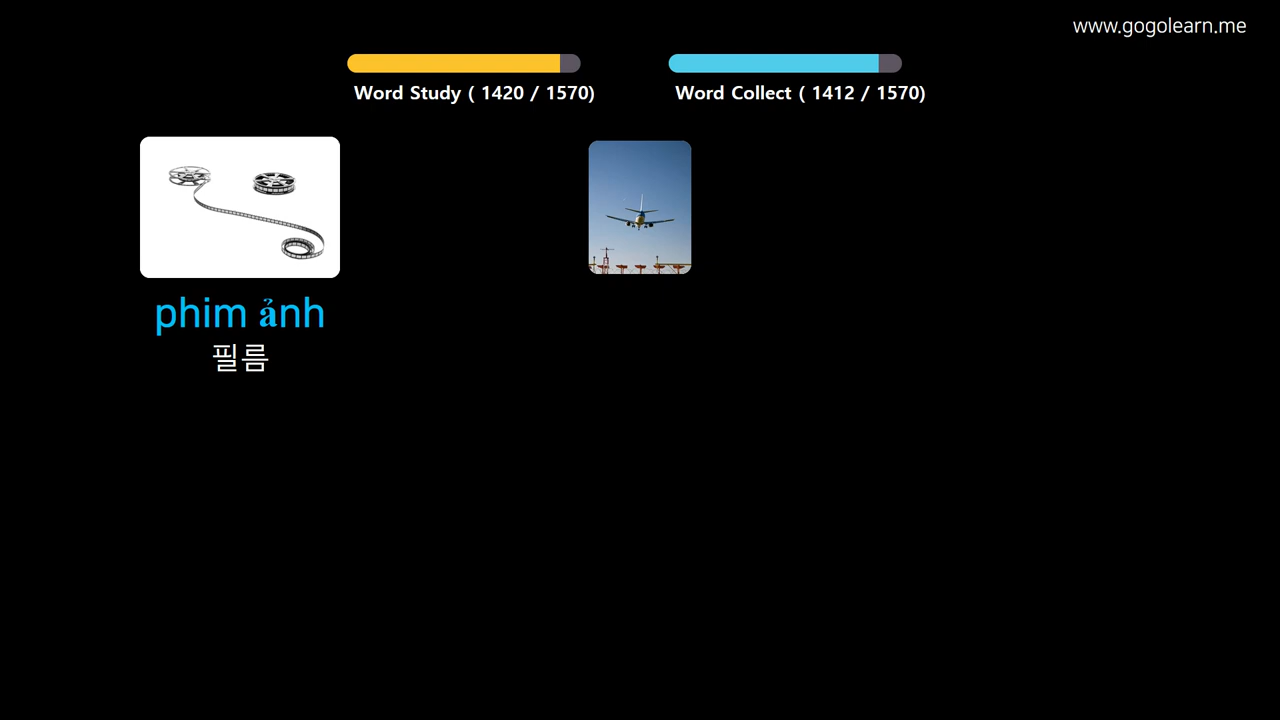 www.gogolearn.me
Word Study ( 1420 / 1570)
Word Collect ( 1412 / 1570)
phim ảnh
필름